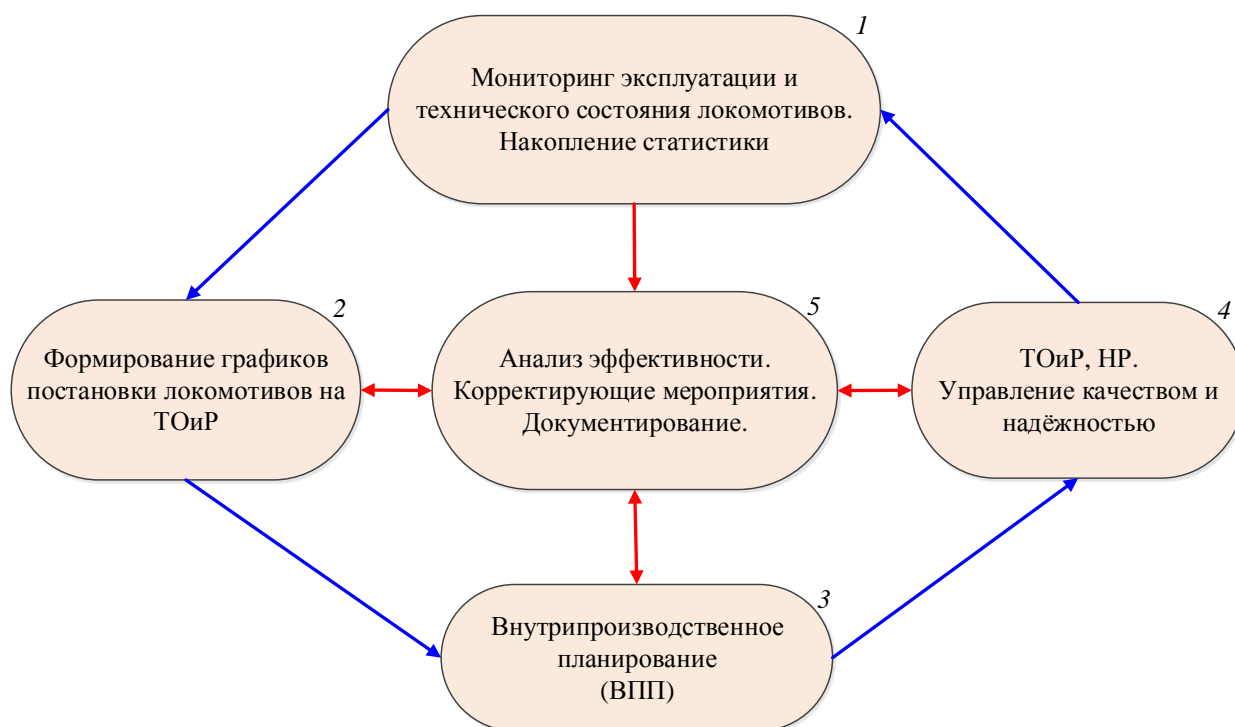 1
Мониторинг эксплуатации и
технического состояния локомотивов.
Накопление статистики
2
Формирование графиков
постановки локомотивов на
ТОиР
5
Анализ эффективности.
Корректирующие мероприятия.
Документирование.
4
ТОиР, НР.
Управление качеством и
надёжностью
3
Внутрипроизводственное
планирование
(ВПП)